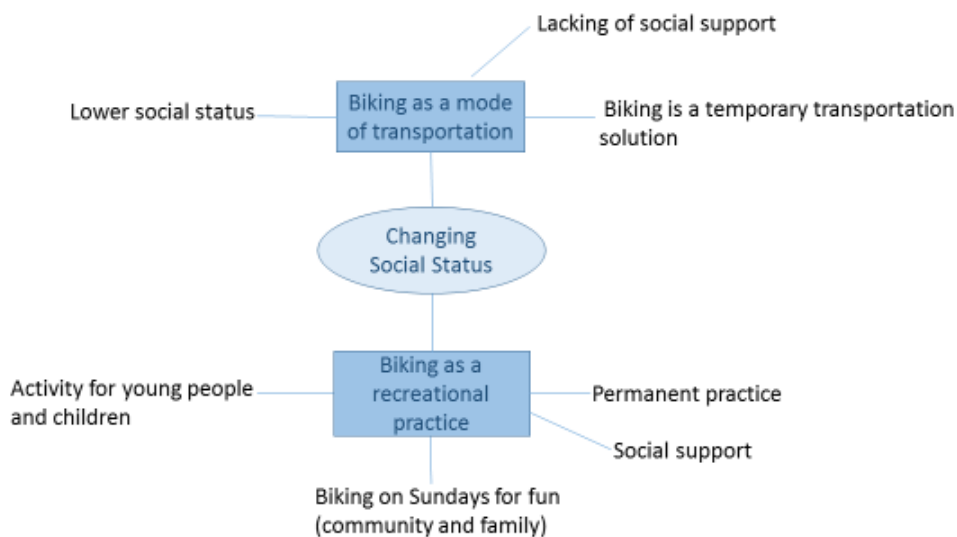 Lacking of social support
Lower social status
Biking as a mode
of transportation
Biking is a temporary transportation
solution
Changing
Social Status
Biking as a
recreational
practice
Activity for young people
and children
Permanent practice
Social support
Biking on Sundays for fun
(community and family)